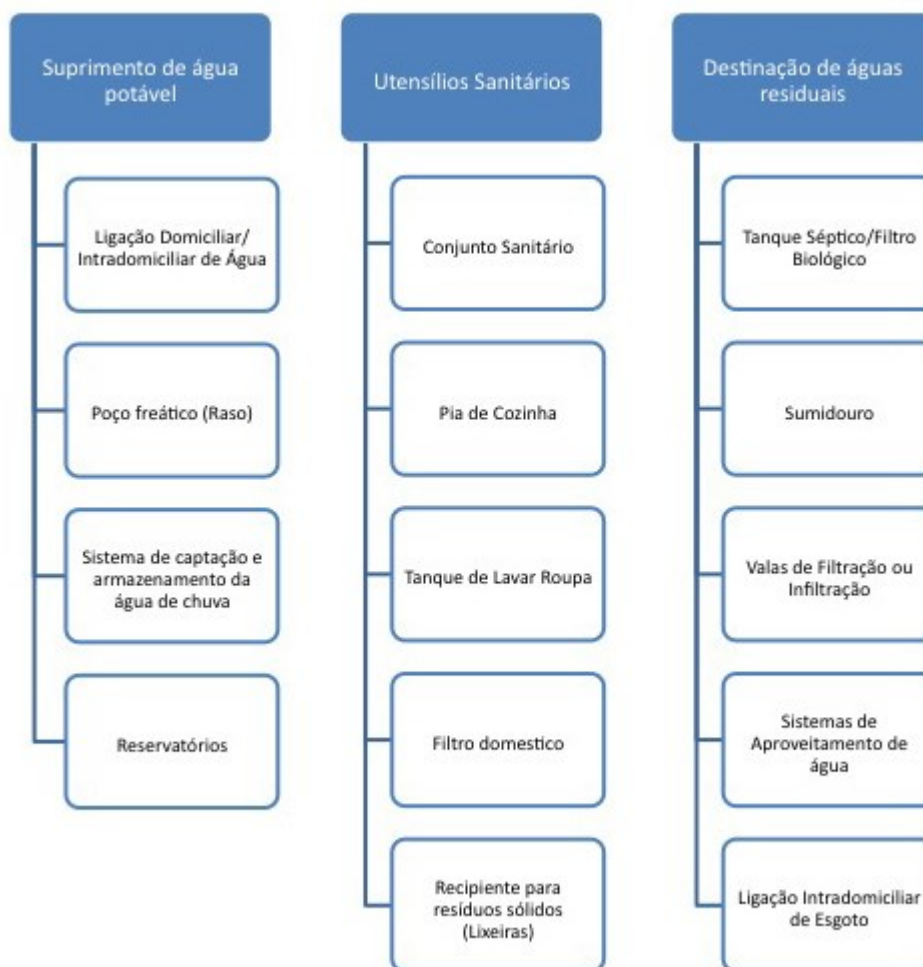 Suprimento de água
potável
Ligação Domiciliar/
Intradomiciliar de Água
Poço freático (Raso)
Sistema de captação e
armazenamento da
água de chuva
Reservatórios
Utensílios Sanitários
Conjunto Sanitário
Pia de Cozinha
Tanque de Lavar Roupa
Filtro domestico
Recipiente para
resíduos sólidos
(Lixeiras)
Destinação de águas
residuais
Tanque Séptico/Filtro
Biológico
Sumidouro
Valas de Filtração ou
Infiltração
Sistemas de
Aproveitamento de
água
Ligação Intradomiciliar
de Esgoto